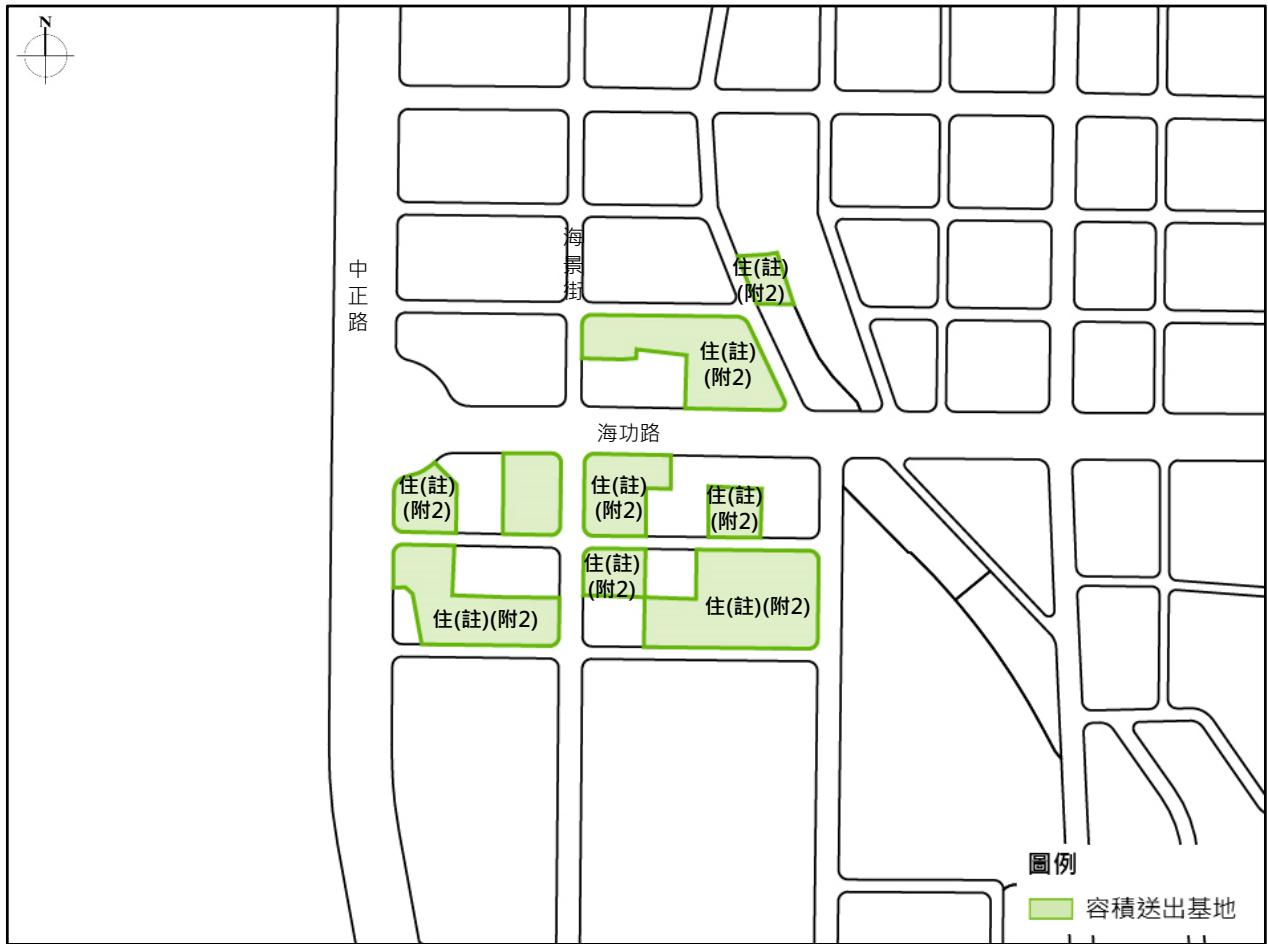 N
海景街
中正路
住(註)
(附2)
住(註)
(附2)
海功路
住(註)
(附2)
住(註)
(附2)
住(註)
(附2)
住(註)
(附2)
住(註)(附2)
住(註)(附2)
圖例
容積送出基地